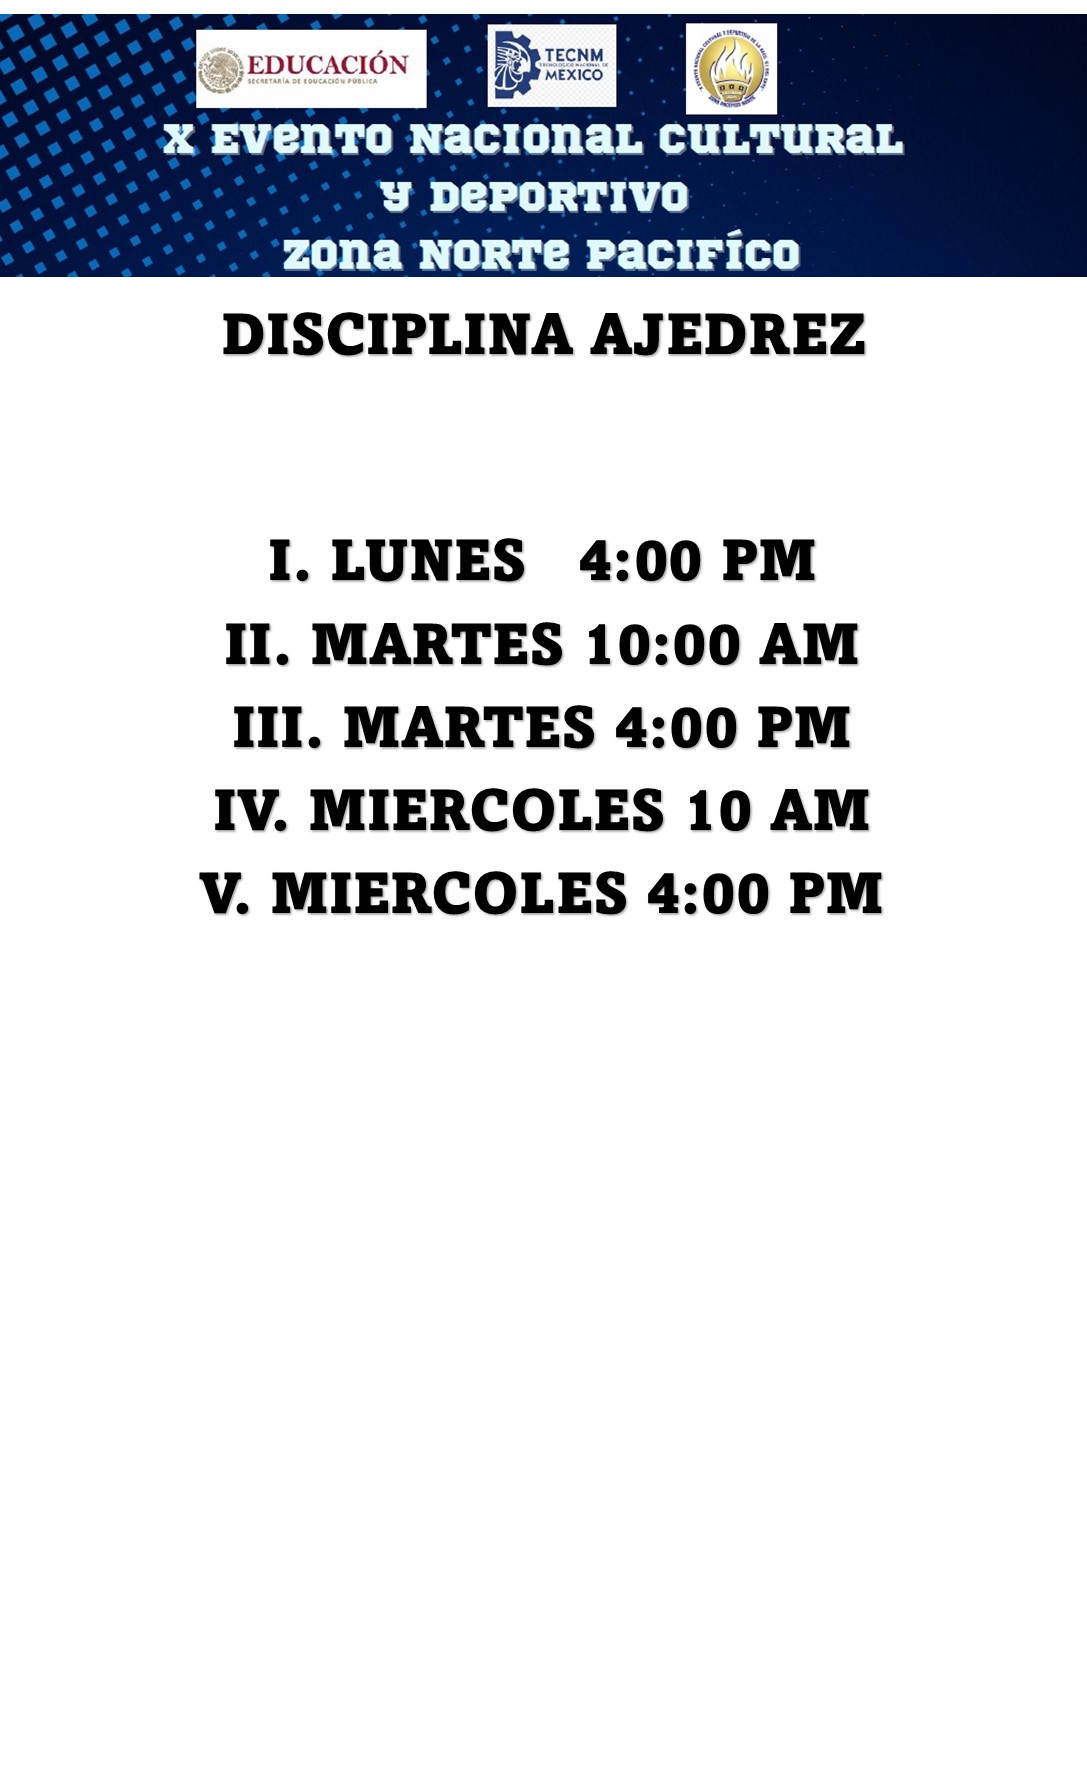 EDUCACIÓN
SECRETARÍA DE EDUCACIÓN PÚBLICA
TECNM
TECNOLÓGICO NACIONAL DE
MÉXICO
X EVENTO NACIONAL CULTURAL
Y DEPORTIVO
ZONA NORTE PACIFÍCO
DISCIPLINA AJEDREZ
I. LUNES 4:00 PM
II. MARTES 10:00 AM
III. MARTES 4:00 PM
IV. MIERCOLES 10 AM
V. MIERCOLES 4:00 PM